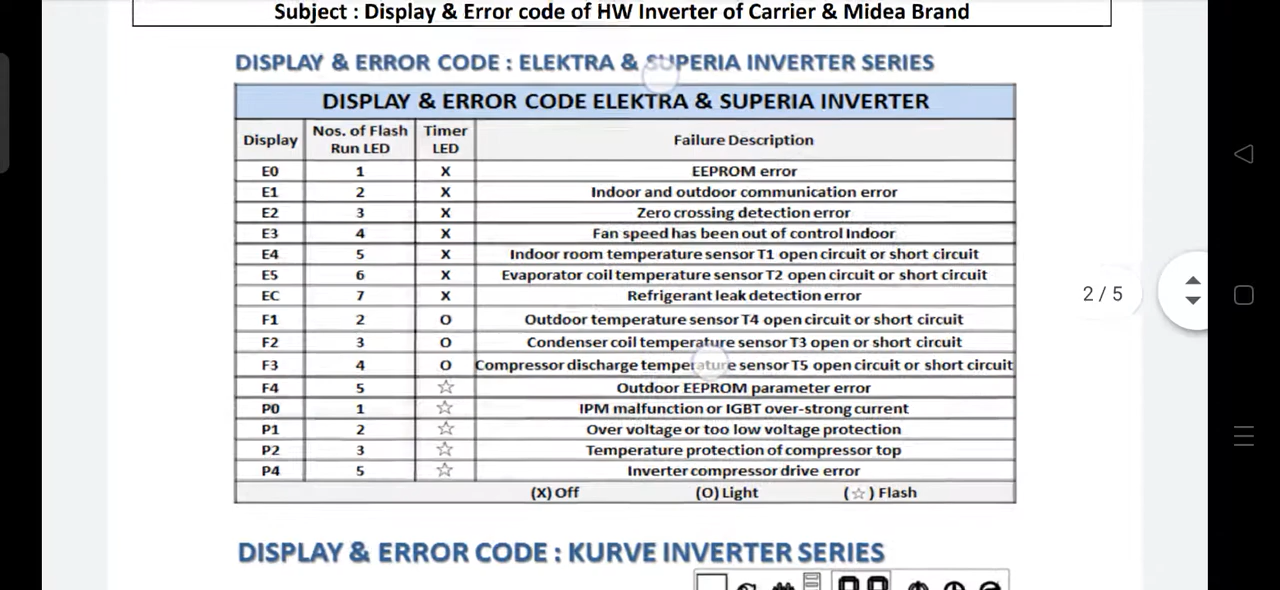 Subject : Display & Error code of HW Inverter of Carrier & Midea Brand
DISPLAY & ERROR CODE : ELEKTRA & SUPERIA INVERTER SERIES
DISPLAY & ERROR CODE ELEKTRA & SUPERIA INVERTER
Display Nos. of Flash Run LED Timer LED Failure Description
E0 1 X EEPROM error
E1 2 X Indoor and outdoor communication error
E2 3 X Zero crossing detection error
E3 4 X Fan speed has been out of control Indoor
E4 5 X Indoor room temperature sensor T1 open circuit or short circuit
E5 6 X Evaporator coil temperature sensor T2 open circuit or short circuit
EC 7 X Refrigerant leak detection error
F1 2 O Outdoor temperature sensor T4 open circuit or short circuit
F2 3 O Condenser coil temperature sensor T3 open or short circuit
F3 4 O Compressor discharge temperature sensor T5 open circuit or short circuit
F4 5 ☆ Outdoor EEPROM parameter error
P0 1 ☆ IPM malfunction or IGBT over-strong current
P1 2 ☆ Over voltage or too low voltage protection
P2 3 ☆ Temperature protection of compressor top
P4 5 ☆ Inverter compressor drive error
(X) Off (O) Light (☆) Flash
2 / 5
DISPLAY & ERROR CODE : KURVE INVERTER SERIES